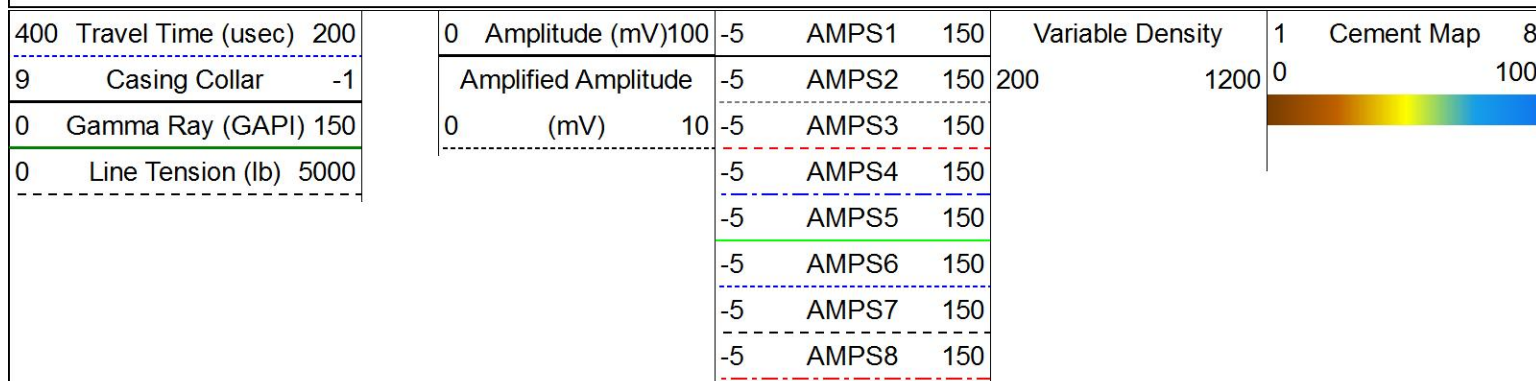 400 Travel Time (usec) 200
9 Casing Collar -1
0 Gamma Ray (GAPI) 150
0 Line Tension (lb) 5000
0 Amplitude (mV)100
Amplified Amplitude
0 (mV) 10
-5 AMPS1 150
-5 AMPS2 150
-5 AMPS3 150
-5 AMPS4 150
-5 AMPS5 150
-5 AMPS6 150
-5 AMPS7 150
-5 AMPS8 150
Variable Density
200 1200
1 Cement Map 8
0 100